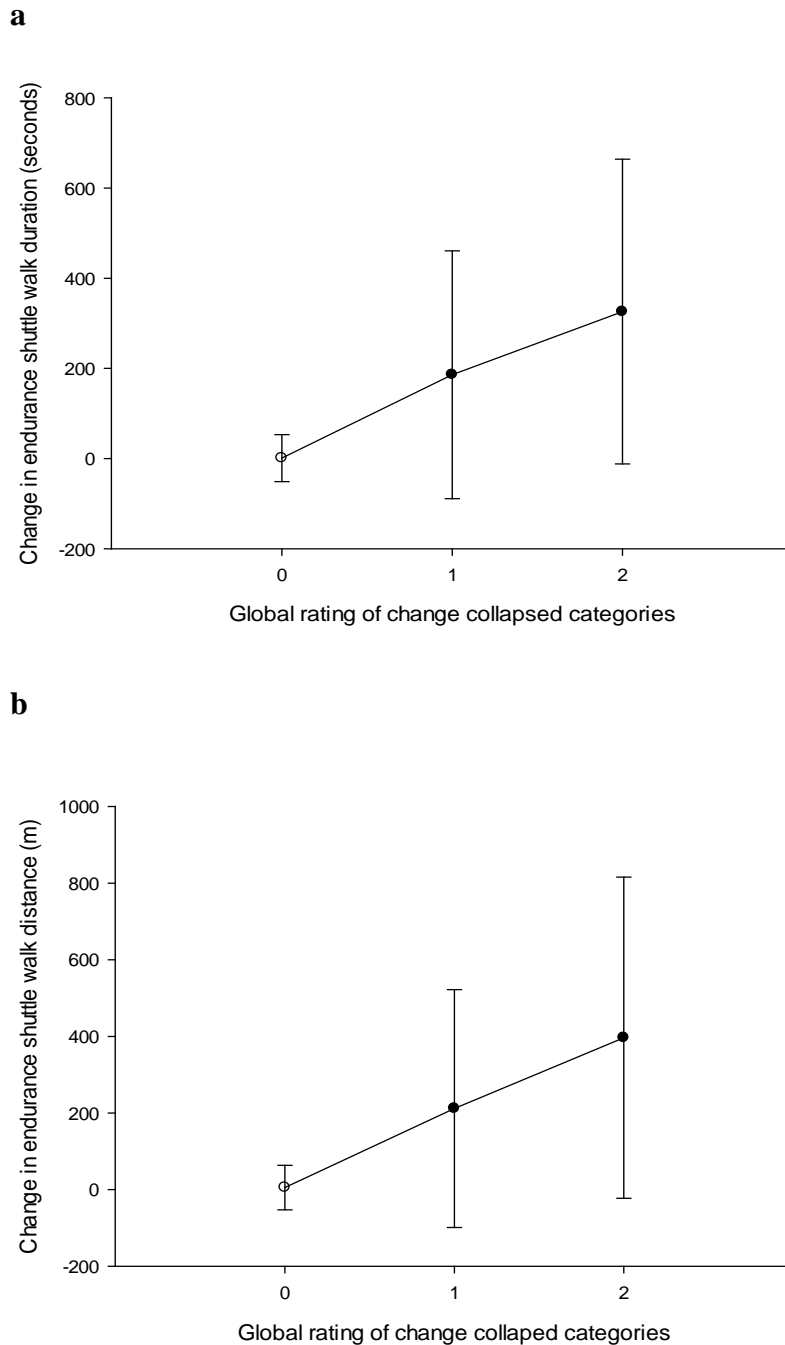 a
Change in endurance shuttle walk duration (seconds)
800
600
400
200
0
-200
0 1 2
Global rating of change collapsed categories
b
Change in endurance shuttle walk distance (m)
1000
800
600
400
200
0
-200
0 1 2
Global rating of change collaped categories